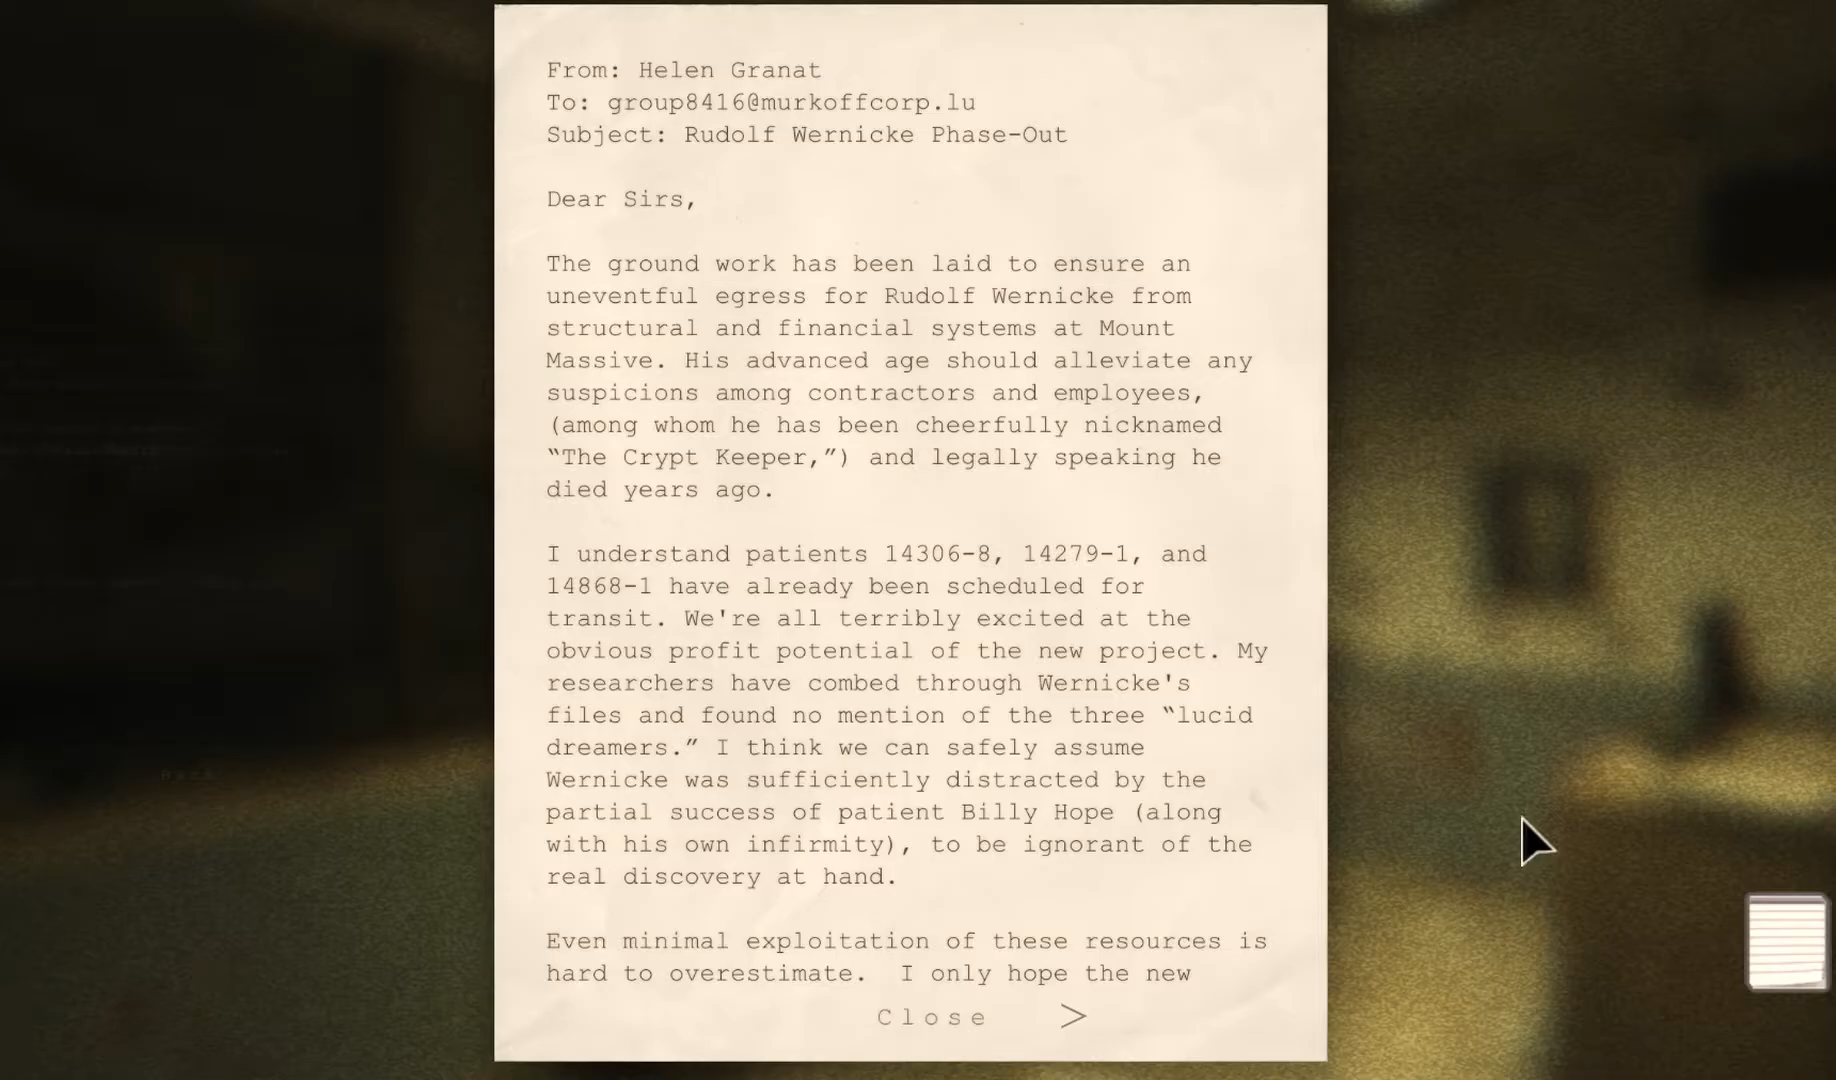 From: Helen Granat
To: group8416@murkoffcorp.lu
Subject: Rudolf Wernicke Phase-Out
Dear Sirs,
The ground work has been laid to ensure an
uneventful egress for Rudolf Wernicke from
structural and financial systems at Mount
Massive. His advanced age should alleviate any
suspicions among contractors and employees,
(among whom he has been cheerfully nicknamed
“The Crypt Keeper,”) and legally speaking he
died years ago.
I understand patients 14306-8, 14279-1, and
14868-1 have already been scheduled for
transit. We're all terribly excited at the
obvious profit potential of the new project. My
researchers have combed through Wernicke's
files and found no mention of the three “lucid
dreamers.” I think we can safely assume
Wernicke was sufficiently distracted by the
partial success of patient Billy Hope (along
with his own infirmity), to be ignorant of the
real discovery at hand.
Even minimal exploitation of these resources is
hard to overestimate.  I only hope the new
Close >